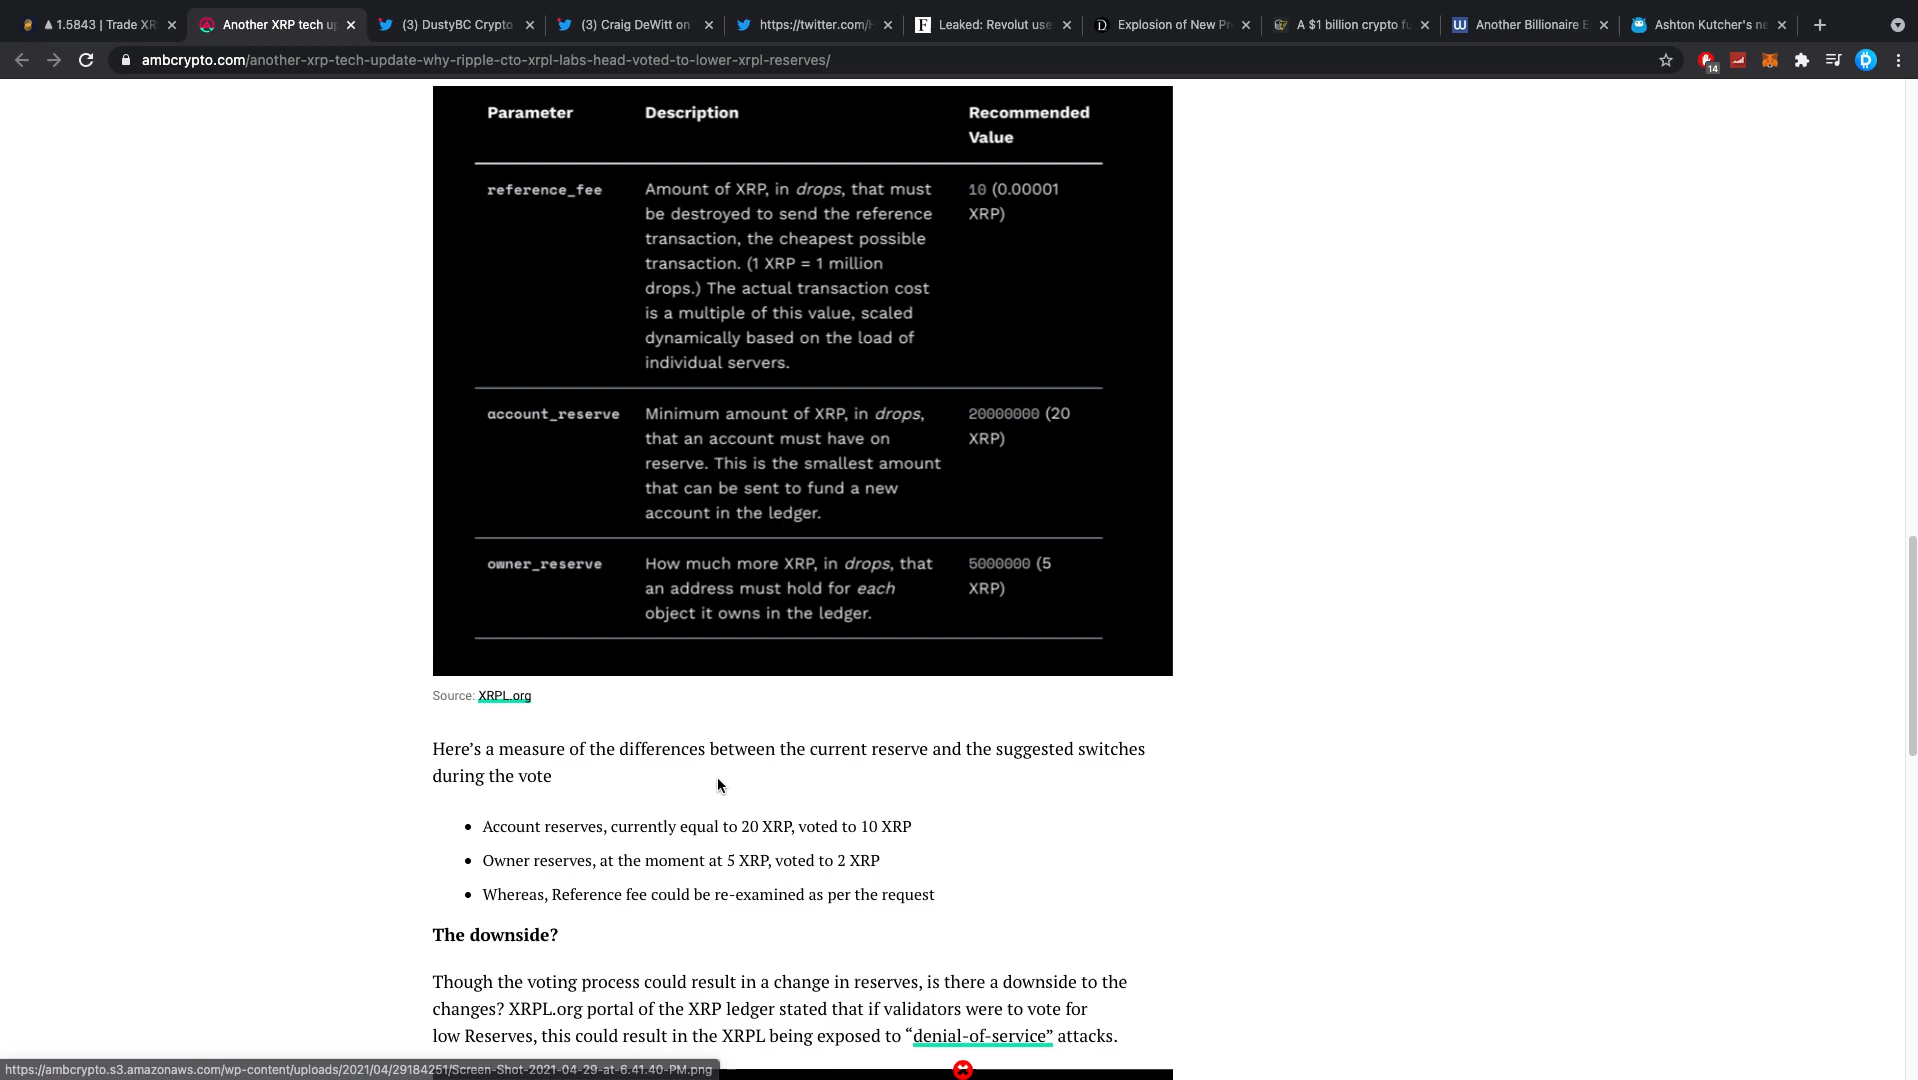 ▲ 1.5843 | Trade XR
Another XRP tech up
(3) DustyBC Crypto
(3) Craig DeWitt on
https://twitter.com/H
Leaked: Revolut use
Explosion of New Pr
A $1 billion crypto fu
Another Billionaire E
Ashton Kutcher's ne
ambcrypto.com/another-xrp-tech-update-why-ripple-cto-xrpl-labs-head-voted-to-lower-xrpl-reserves/
14
Parameter Description Recommended
Value
reference_fee Amount of XRP, in drops, that must 10 (0.00001
be destroyed to send the reference XRP)
transaction, the cheapest possible
transaction. (1 XRP = 1 million
drops.) The actual transaction cost
is a multiple of this value, scaled
dynamically based on the load of
individual servers.
account_reserve Minimum amount of XRP, in drops, 20000000 (20
that an account must have on XRP)
reserve. This is the smallest amount
that can be sent to fund a new
account in the ledger.
owner_reserve How much more XRP, in drops, that 5000000 (5
an address must hold for each XRP)
object it owns in the ledger.
Source: XRPL.org
Here’s a measure of the differences between the current reserve and the suggested switches
during the vote
• Account reserves, currently equal to 20 XRP, voted to 10 XRP
• Owner reserves, at the moment at 5 XRP, voted to 2 XRP
• Whereas, Reference fee could be re-examined as per the request
The downside?
Though the voting process could result in a change in reserves, is there a downside to the
changes? XRPL.org portal of the XRP ledger stated that if validators were to vote for
low Reserves, this could result in the XRPL being exposed to “denial-of-service” attacks.
https://ambcrypto.s3.amazonaws.com/wp-content/uploads/2021/04/29184251/Screen-Shot-2021-04-29-at-6.41.40-PM.png